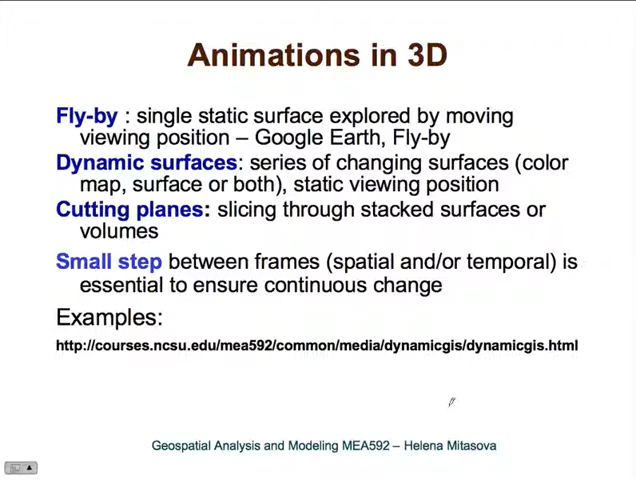 Animations in 3D
Fly-by : single static surface explored by moving
viewing position – Google Earth, Fly-by
Dynamic surfaces: series of changing surfaces (color
map, surface or both), static viewing position
Cutting planes: slicing through stacked surfaces or
volumes
Small step between frames (spatial and/or temporal) is
essential to ensure continuous change
Examples:
http://courses.ncsu.edu/mea592/common/media/dynamicgis/dynamicgis.html
Geospatial Analysis and Modeling MEA592 – Helena Mitasova